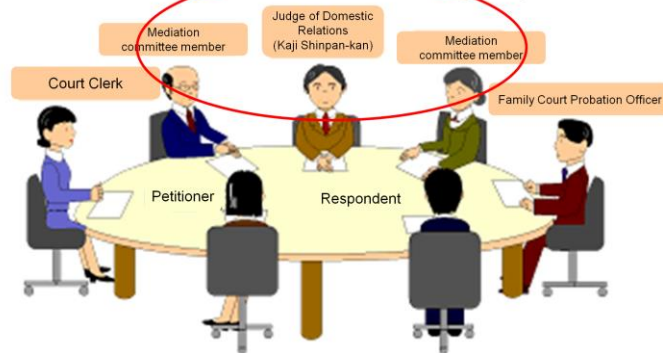 Judge of Domestic
Relations
(Kaji Shinpan-kan)
Mediation
committee member
Mediation
committee member
Court Clerk
Family Court Probation Officer
Petitioner
Respondent